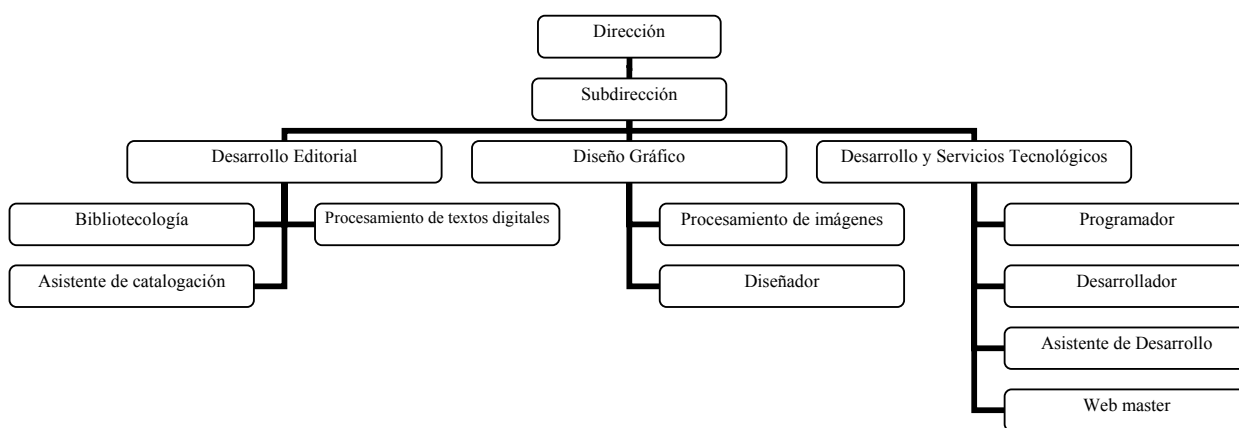 Dirección
Subdirección
Desarrollo Editorial
Diseño Gráfico
Desarrollo y Servicios Tecnológicos
Bibliotecología
Procesamiento de textos digitales
Procesamiento de imágenes
Programador
Asistente de catalogación
Diseñador
Desarrollador
Asistente de Desarrollo
Web master